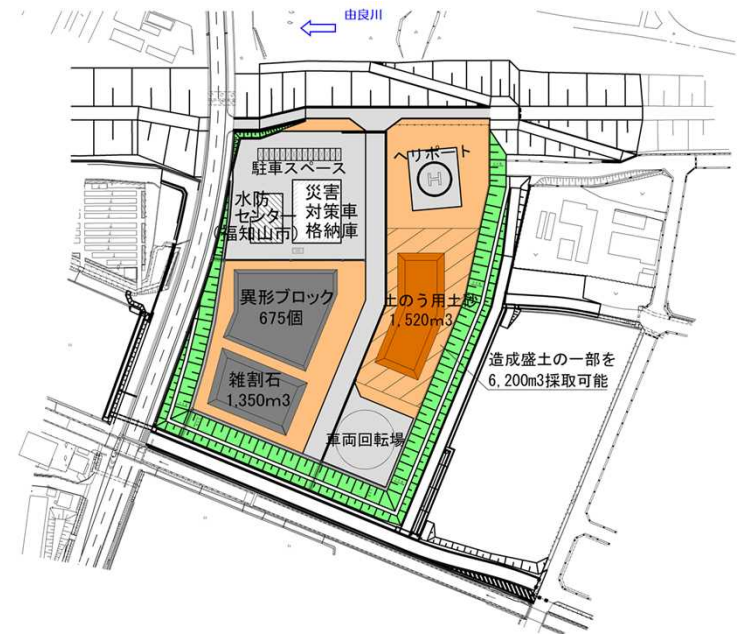 由良川
駐車スペース
ヘリポート
H
水防
センター
(福知山市)
災害
対策車
格納庫
異形ブロック
675個
土のう用土砂
1,520m3
雑割石
1,350m3
造成盛土の一部を
6,200m3採取可能
車両回転場